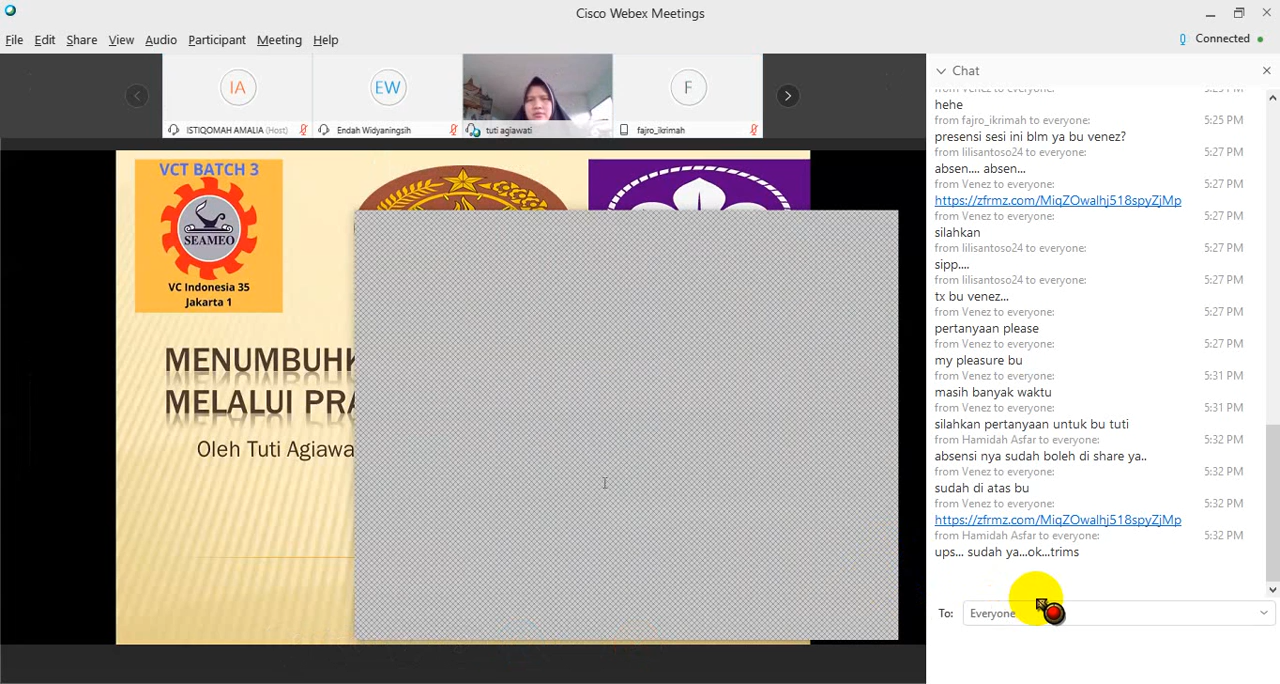 Cisco Webex Meetings
File Edit Share View Audio Participant Meeting Help
Connected
IA
EW
F
ISTIQOMAH AMALIA (Host)
Endah Widyaningsih
tuti agiawati
fajro_ikrimah
VCT BATCH 3
SEAMEO
VC Indonesia 35
Jakarta 1
MENUMBUHK
MELALUI PRA
Oleh Tuti Agiawa
Chat
from Venez to everyone: 5:25 PM
hehe
from fajro_ikrimah to everyone: 5:25 PM
presensi sesi ini blm ya bu venez?
from lilisantoso24 to everyone: 5:27 PM
absen.... absen...
from Venez to everyone: 5:27 PM
https://zfrmz.com/MiqZOwalhj518spyZjMp
from Venez to everyone: 5:27 PM
silahkan
from lilisantoso24 to everyone: 5:27 PM
sipp....
from lilisantoso24 to everyone: 5:27 PM
tx bu venez...
from Venez to everyone: 5:27 PM
pertanyaan please
from Venez to everyone: 5:27 PM
my pleasure bu
from Venez to everyone: 5:31 PM
masih banyak waktu
from Venez to everyone: 5:31 PM
silahkan pertanyaan untuk bu tuti
from Hamidah Asfar to everyone: 5:32 PM
absensi nya sudah boleh di share ya..
from Venez to everyone: 5:32 PM
sudah di atas bu
from Venez to everyone: 5:32 PM
https://zfrmz.com/MiqZOwalhj518spyZjMp
from Hamidah Asfar to everyone: 5:32 PM
ups... sudah ya...ok...trims
To: Everyone